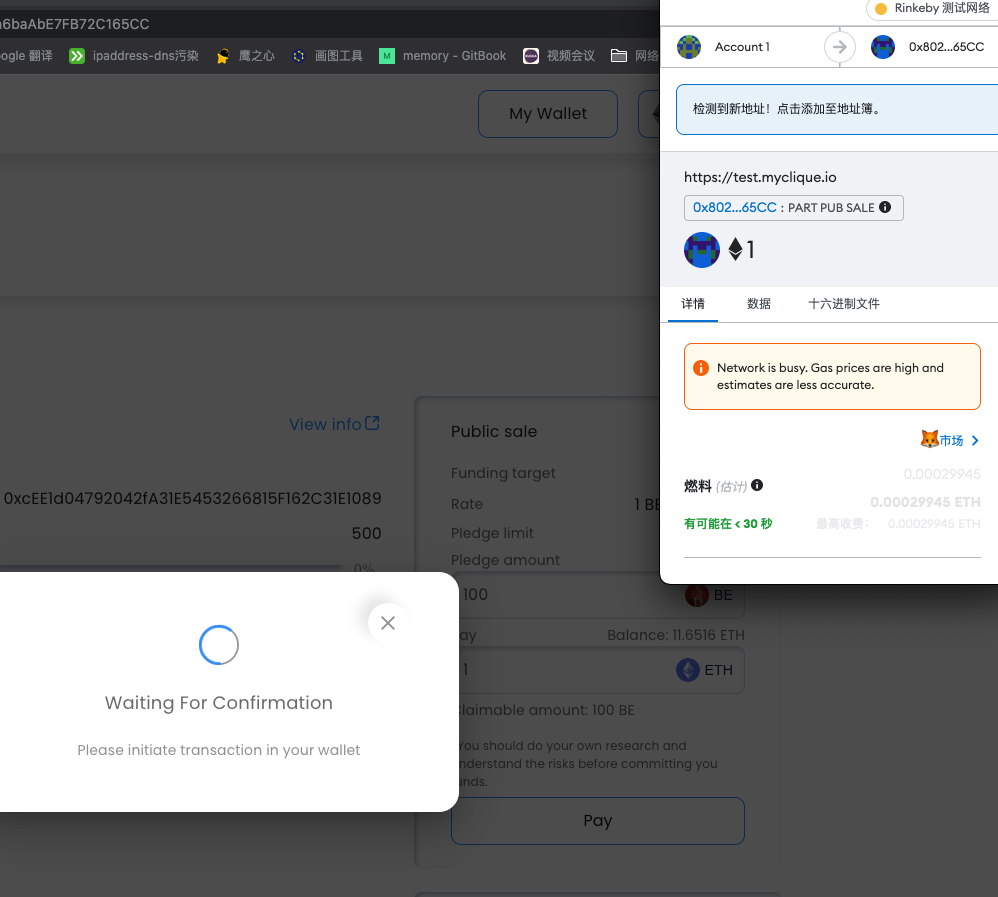 6baAbE7FB72C165CC
ogle 翻译
ipaddress-dns污染
鹰之心
画图工具
M
memory - GitBook
视频会议
网络
My Wallet
View info
0xcEE1d04792042fA31E5453266815F162C31E1089
500
0%
Public sale
Funding target
Rate
1 BE
Pledge limit
Pledge amount
100
BE
ay
Balance: 11.6516 ETH
1
ETH
laimable amount: 100 BE
You should do your own research and
nderstand the risks before committing you
unds.
Pay
Waiting For Confirmation
Please initiate transaction in your wallet
Rinkeby 测试网络
Account 1
0x802...65CC
检测到新地址！点击添加至地址簿。
https://test.myclique.io
0x802...65CC : PART PUB SALE
1
详情
数据
十六进制文件
Network is busy. Gas prices are high and
estimates are less accurate.
市场
0.00029945
燃料 (估计)
0.00029945 ETH
有可能在 < 30 秒
最高收费：
0.00029945 ETH